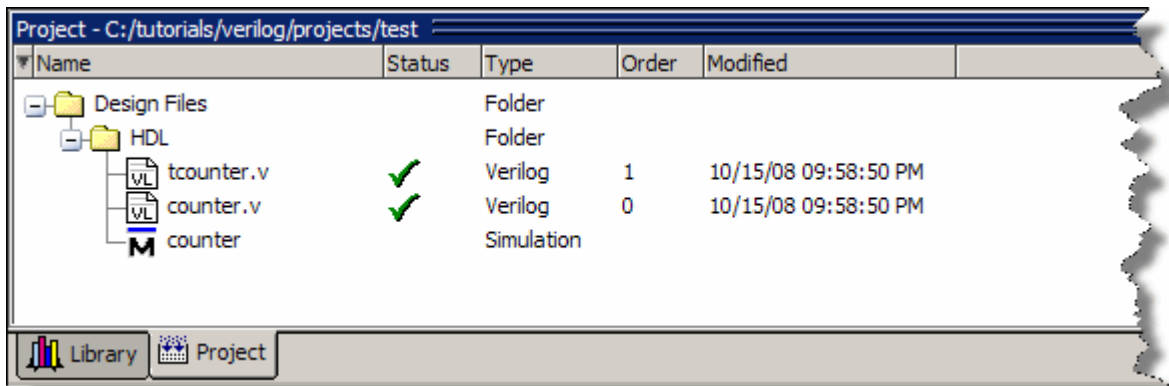 Project - C:/tutorials/verilog/projects/test
Name Status Type Order Modified
Design Files Folder
HDL Folder
VL tcounter.v Verilog 1 10/15/08 09:58:50 PM
VL counter.v Verilog 0 10/15/08 09:58:50 PM
M counter Simulation
Library Project